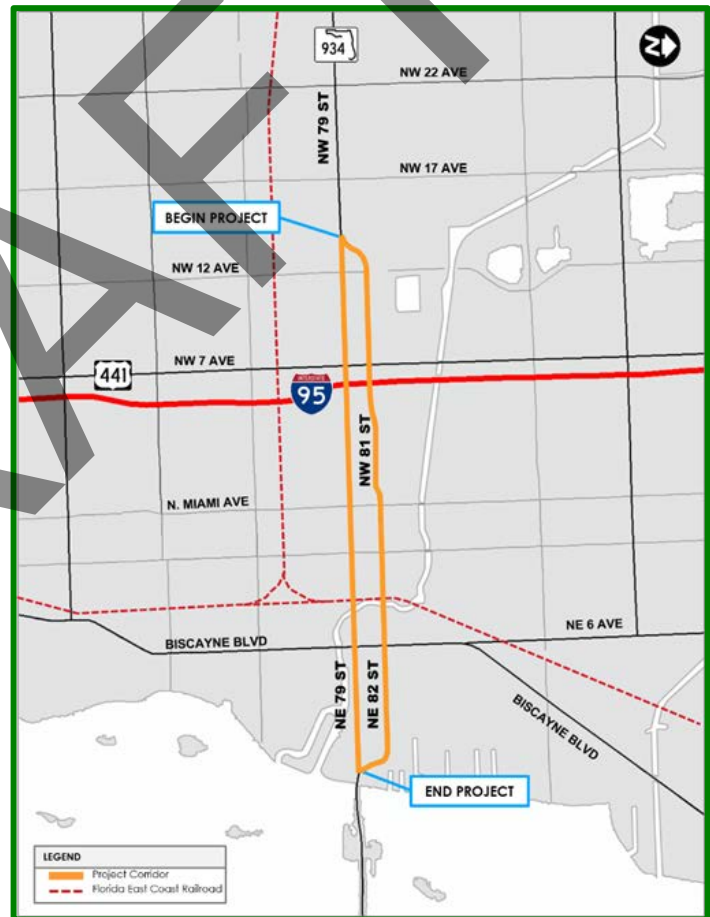 934
N
NW 22 AVE
NW 79 ST
NW 17 AVE
BEGIN PROJECT
NW 12 AVE
NW 7 AVE
441
INTERSTATE
95
NW 81 ST
N. MIAMI AVE
NE 6 AVE
BISCAYNE BLVD
NE 79 ST
NE 82 ST
BISCAYNE BLVD
END PROJECT
LEGEND
Project Corridor
Florida East Coast Railroad